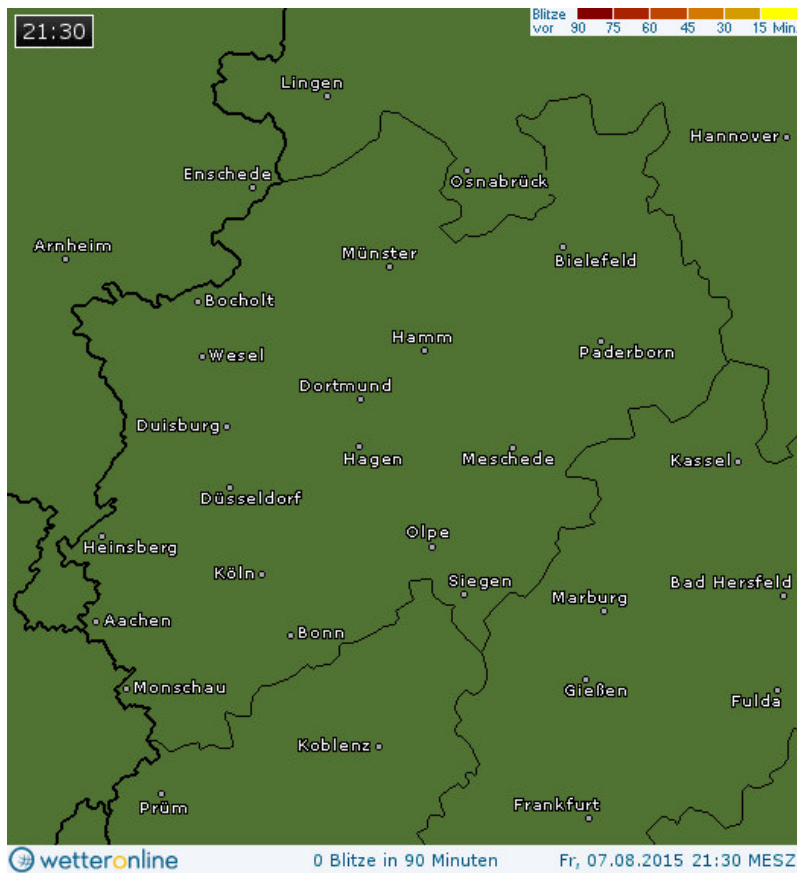 21:30
Blitze
vor 90 75 60 45 30 15 Min.
Lingen
Hannover
Enschede
Osnabrück
Arnheim
Münster
Bielefeld
Bocholt
Hamm
Wesel
Paderborn
Dortmund
Duisburg
Hagen
Meschede
Kassel
Düsseldorf
Olpe
Heinsberg
Köln
Siegen
Bad Hersfeld
Marburg
Aachen
Bonn
Monschau
Gießen
Fulda
Koblenz
Prüm
Frankfurt
wetteronline 0 Blitze in 90 Minuten Fr, 07.08.2015 21:30 MESZ